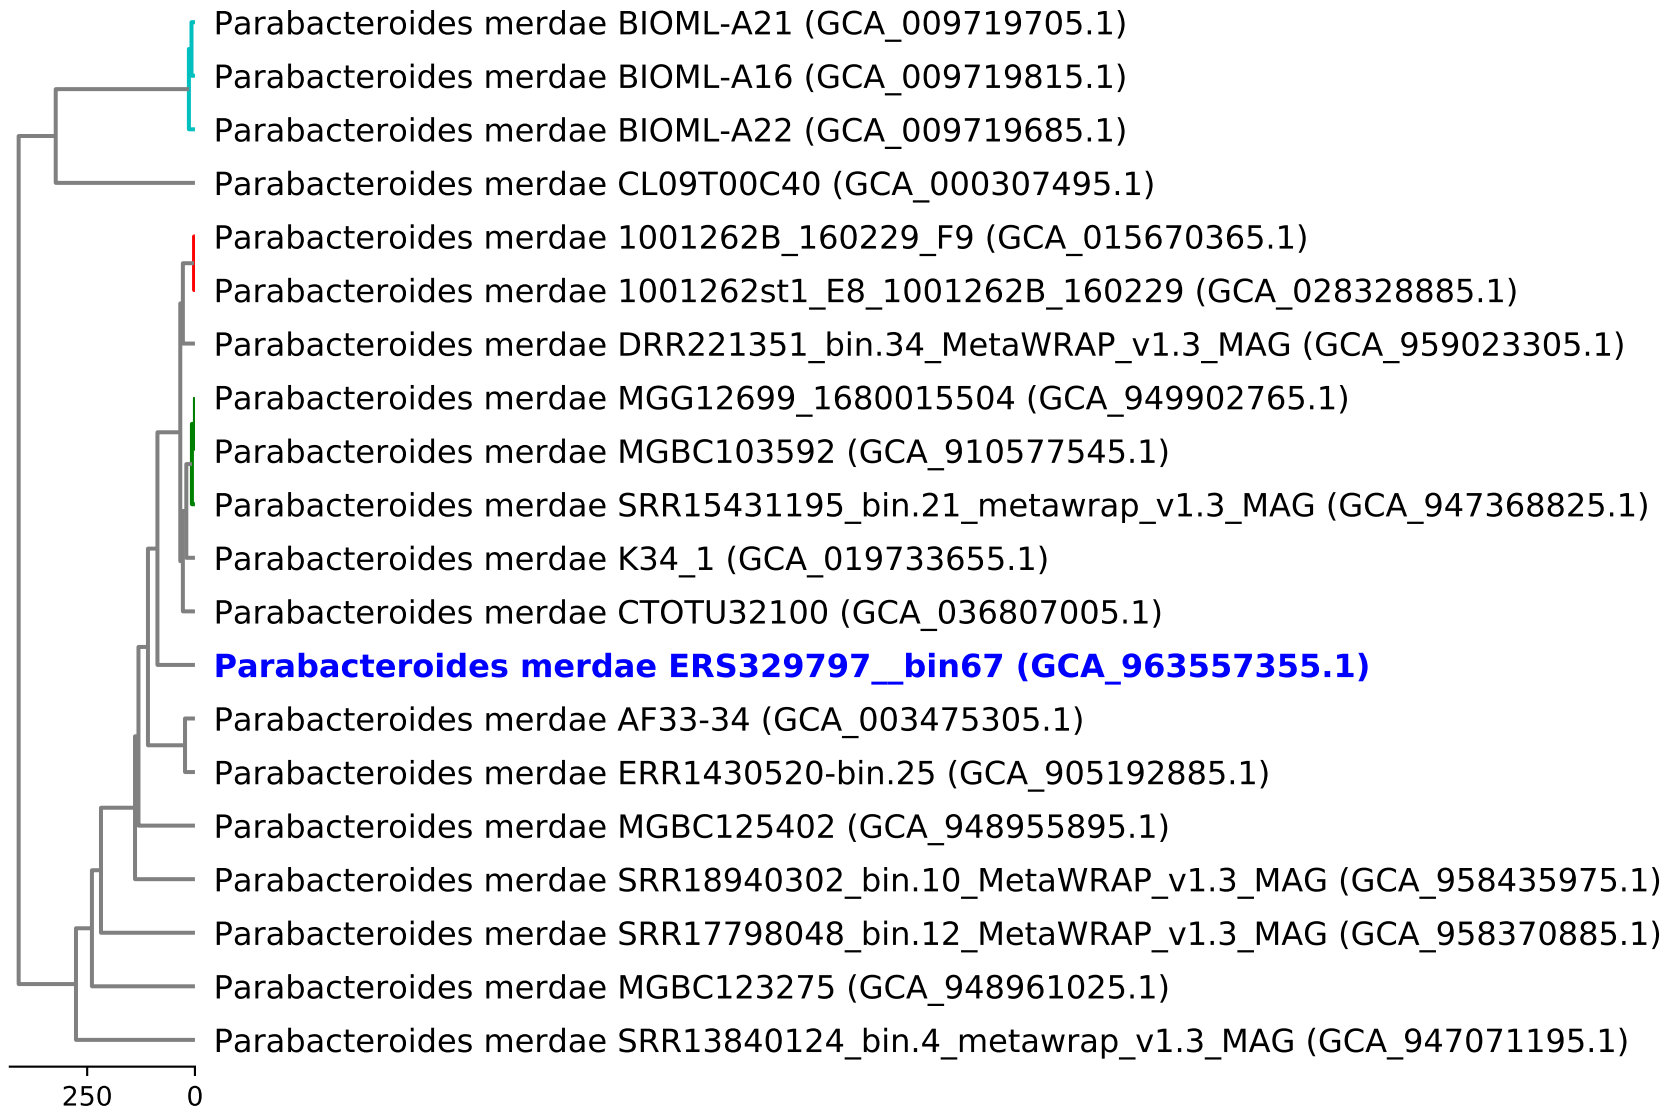 Parabacteroides merdae BIOML-A21 (GCA_009719705.1)
Parabacteroides merdae BIOML-A16 (GCA_009719815.1)
Parabacteroides merdae BIOML-A22 (GCA_009719685.1)
Parabacteroides merdae CL09T00C40 (GCA_000307495.1)
Parabacteroides merdae 1001262B_160229_F9 (GCA_015670365.1)
Parabacteroides merdae 1001262st1_E8_1001262B_160229 (GCA_028328885.1)
Parabacteroides merdae DRR221351_bin.34_MetaWRAP_v1.3_MAG (GCA_959023305.1)
Parabacteroides merdae MGG12699_1680015504 (GCA_949902765.1)
Parabacteroides merdae MGBC103592 (GCA_910577545.1)
Parabacteroides merdae SRR15431195_bin.21_metawrap_v1.3_MAG (GCA_947368825.1)
Parabacteroides merdae K34_1 (GCA_019733655.1)
Parabacteroides merdae CTOTU32100 (GCA_036807005.1)
Parabacteroides merdae ERS329797__bin67 (GCA_963557355.1)
Parabacteroides merdae AF33-34 (GCA_003475305.1)
Parabacteroides merdae ERR1430520-bin.25 (GCA_905192885.1)
Parabacteroides merdae MGBC125402 (GCA_948955895.1)
Parabacteroides merdae SRR18940302_bin.10_MetaWRAP_v1.3_MAG (GCA_958435975.1)
Parabacteroides merdae SRR17798048_bin.12_MetaWRAP_v1.3_MAG (GCA_958370885.1)
Parabacteroides merdae MGBC123275 (GCA_948961025.1)
Parabacteroides merdae SRR13840124_bin.4_metawrap_v1.3_MAG (GCA_947071195.1)
250 0